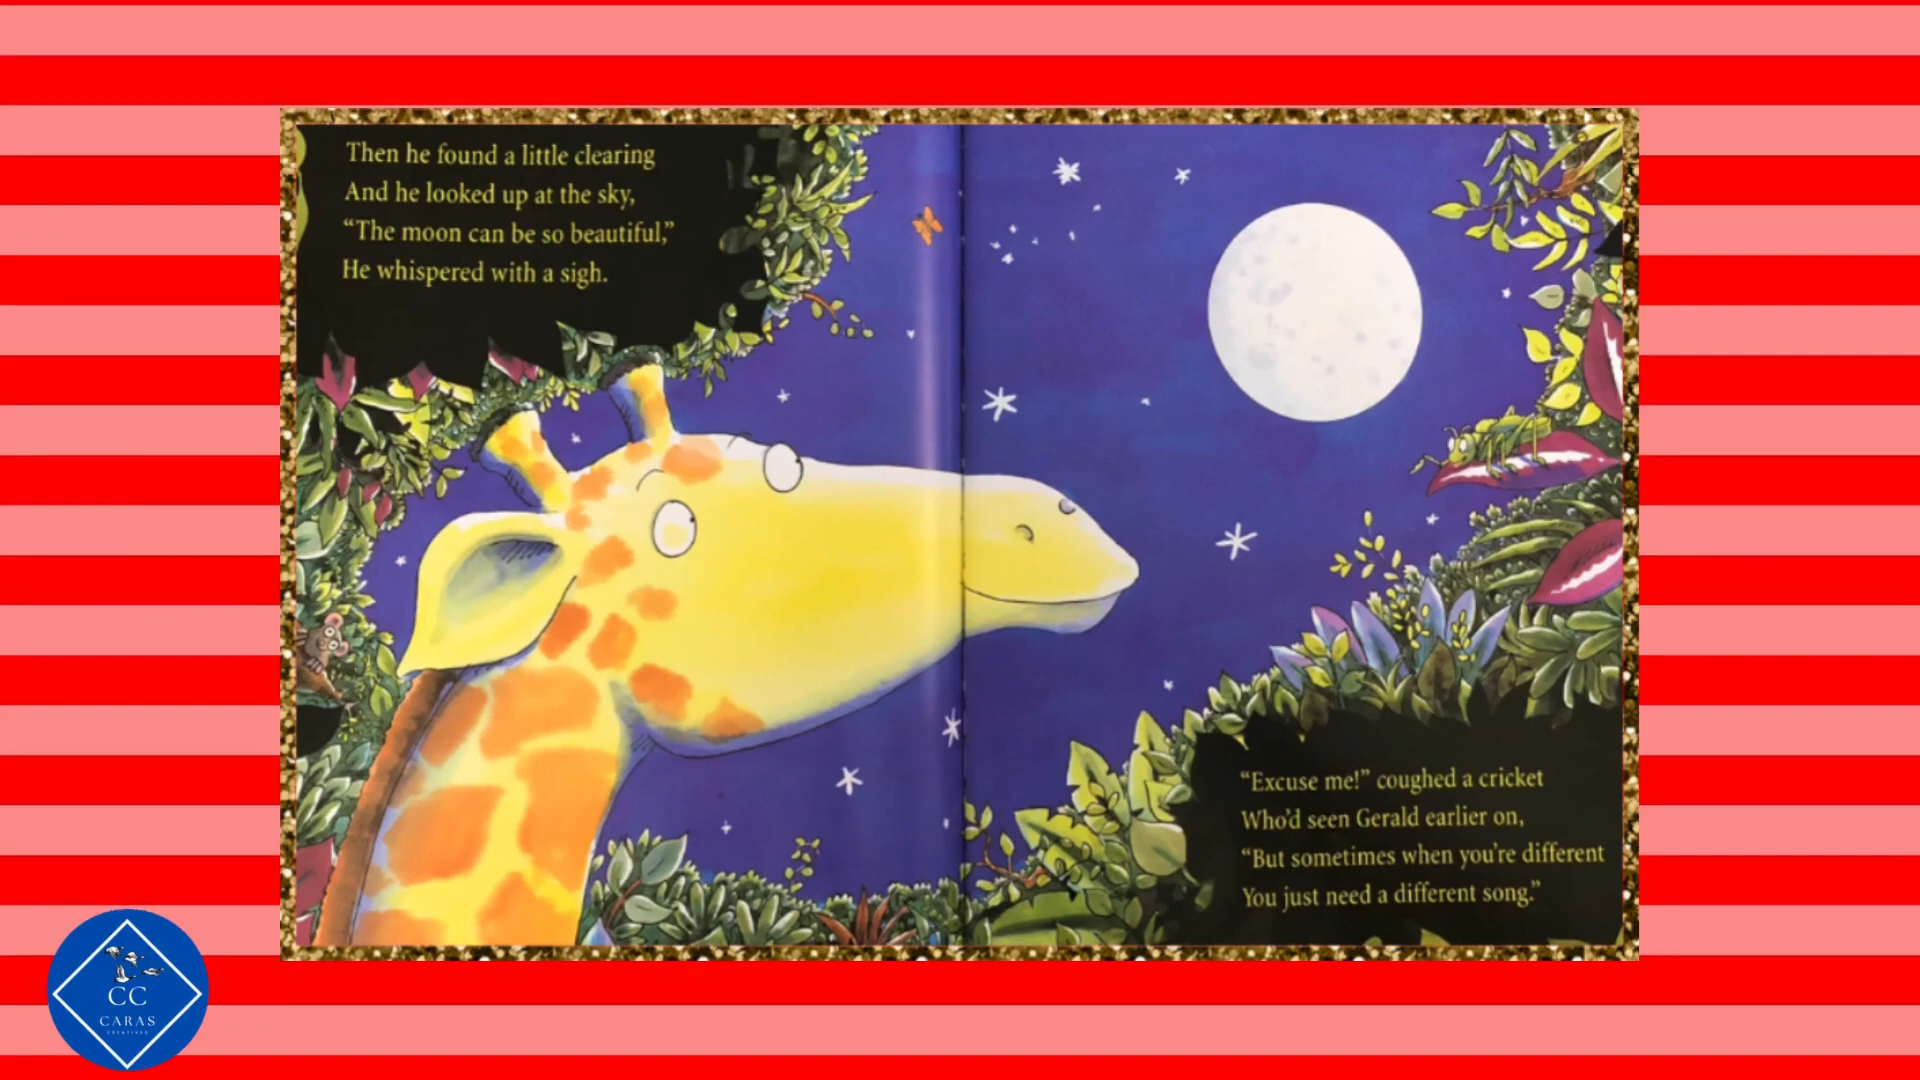 Then he found a little clearing
And he looked up at the sky,
“The moon can be so beautiful,”
He whispered with a sigh.
“Excuse me!” coughed a cricket
Who’d seen Gerald earlier on,
“But sometimes when you’re different
You just need a different song.”
CC
CARAS